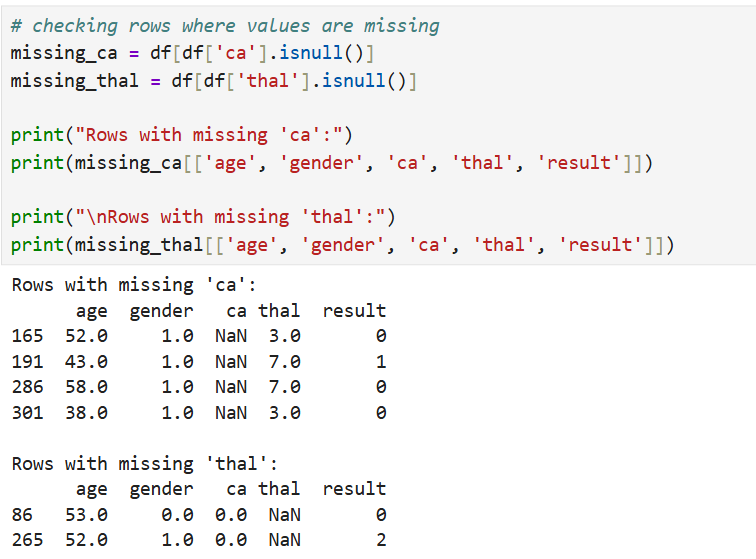 # checking rows where values are missing
missing_ca = df[df['ca'].isnull()]
missing_thal = df[df['thal'].isnull()]

print("Rows with missing 'ca':")
print(missing_ca[['age', 'gender', 'ca', 'thal', 'result']])

print("\nRows with missing 'thal':")
print(missing_thal[['age', 'gender', 'ca', 'thal', 'result']])
Rows with missing 'ca':
      age  gender   ca thal  result
165  52.0     1.0  NaN  3.0       0
191  43.0     1.0  NaN  7.0       1
286  58.0     1.0  NaN  7.0       0
301  38.0     1.0  NaN  3.0       0

Rows with missing 'thal':
      age  gender   ca thal  result
86   53.0     0.0  0.0  NaN       0
265  52.0     1.0  0.0  NaN       2